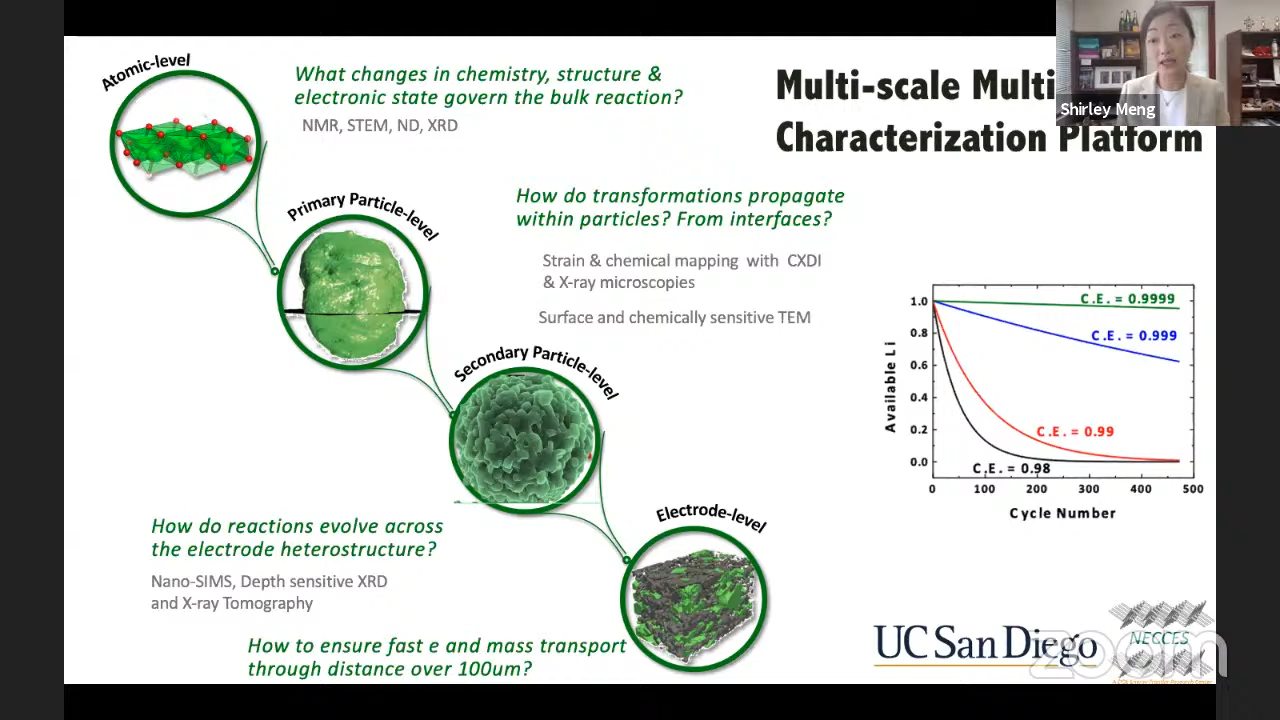 Atomic-level
What changes in chemistry, structure &
electronic state govern the bulk reaction?
NMR, STEM, ND, XRD
Multi-scale Multi
Characterization Platform
Shirley Meng
Primary Particle-level
How do transformations propagate
within particles? From interfaces?
Strain & chemical mapping with CXDI
& X-ray microscopies
Surface and chemically sensitive TEM
Secondary Particle-level
Available Li
1.0
0.8
0.6
0.4
0.2
0.0
C.E. = 0.9999
C.E. = 0.999
C.E. = 0.99
C.E. = 0.98
0 100 200 300 400 500
Cycle Number
Electrode-level
How do reactions evolve across
the electrode heterostructure?
Nano-SIMS, Depth sensitive XRD
and X-ray Tomography
How to ensure fast e and mass transport
through distance over 100um?
UC San Diego
NECCES
zoom